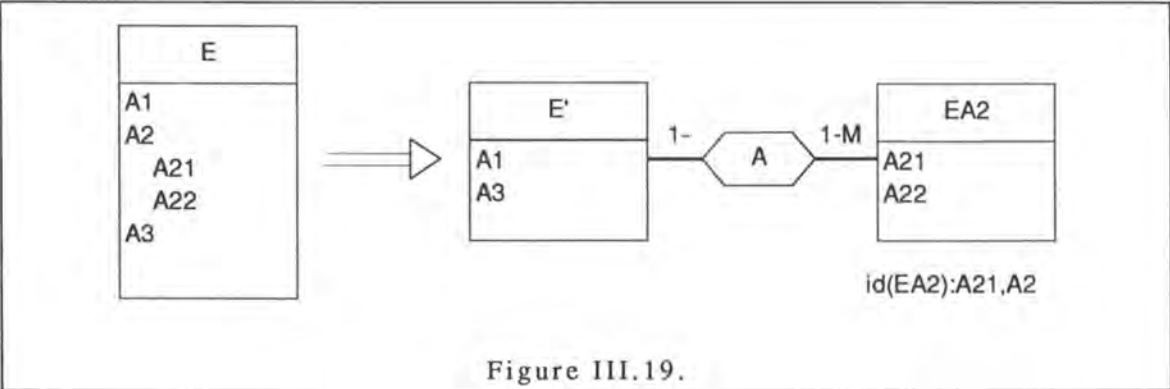 E
A1
A2
A21
A22
A3
E'
A1
A3
1-
A
1-M
EA2
A21
A22
id(EA2):A21,A2
Figure III.19.